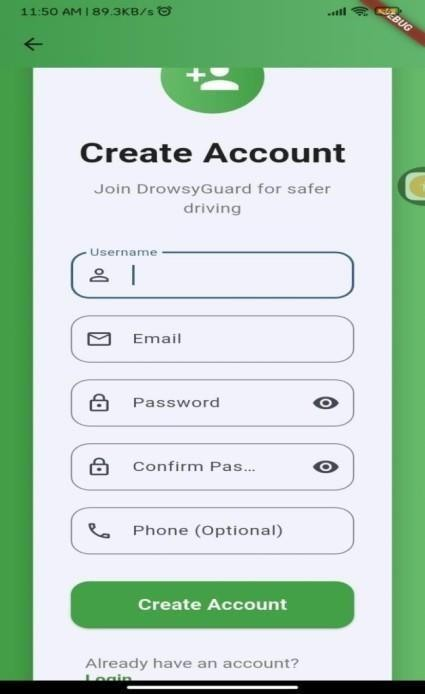 11:50 AM | 89.3KB/s
DEBUG
Create Account
Join DrowsyGuard for safer
driving
Username
Email
Password
Confirm Pas...
Phone (Optional)
Create Account
Already have an account?
Login